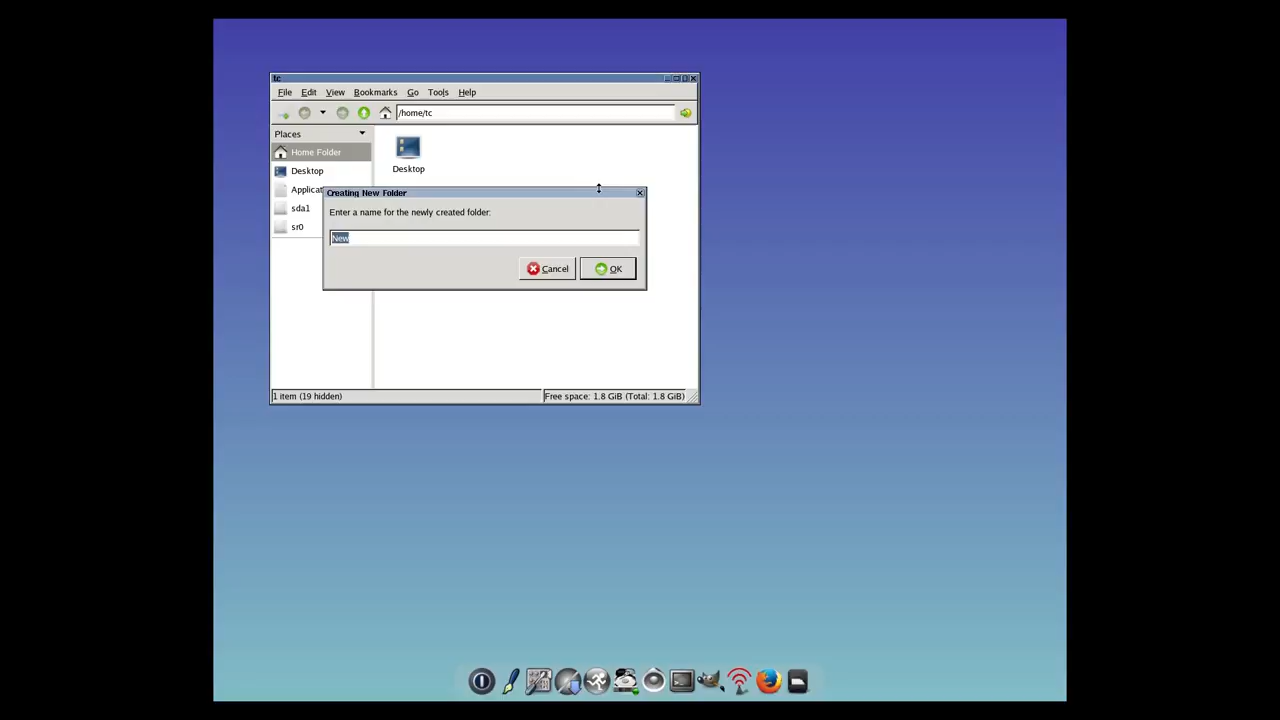 tc
File Edit View Bookmarks Go Tools Help
/home/tc
Places
Home Folder
Desktop
Applicat
sda1
sr0
Desktop
Creating New Folder
Enter a name for the newly created folder:
New
Cancel OK
1 item (19 hidden) Free space: 1.8 GiB (Total: 1.8 GiB)